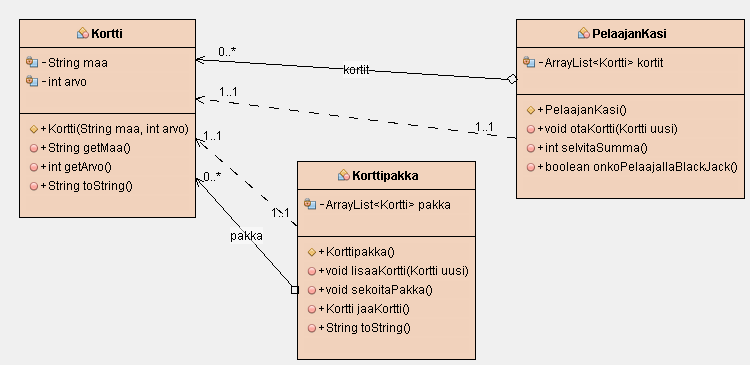 Kortti
- String maa
- int arvo
+ Kortti(String maa, int arvo)
+ String getMaa()
+ int getArvo()
+ String toString()
0..*
kortit
1..1
1..1
1..1
1..1
0..*
pakka
PelaajanKasi
- ArrayList<Kortti> kortit
+ PelaajanKasi()
+ void otaKortti(Kortti uusi)
+ int selvitaSumma()
+ boolean onkoPelaajallaBlackJack()
Korttipakka
- ArrayList<Kortti> pakka
+ Korttipakka()
+ void lisaaKortti(Kortti uusi)
+ void sekoitaPakka()
+ Kortti jaaKortti()
+ String toString()